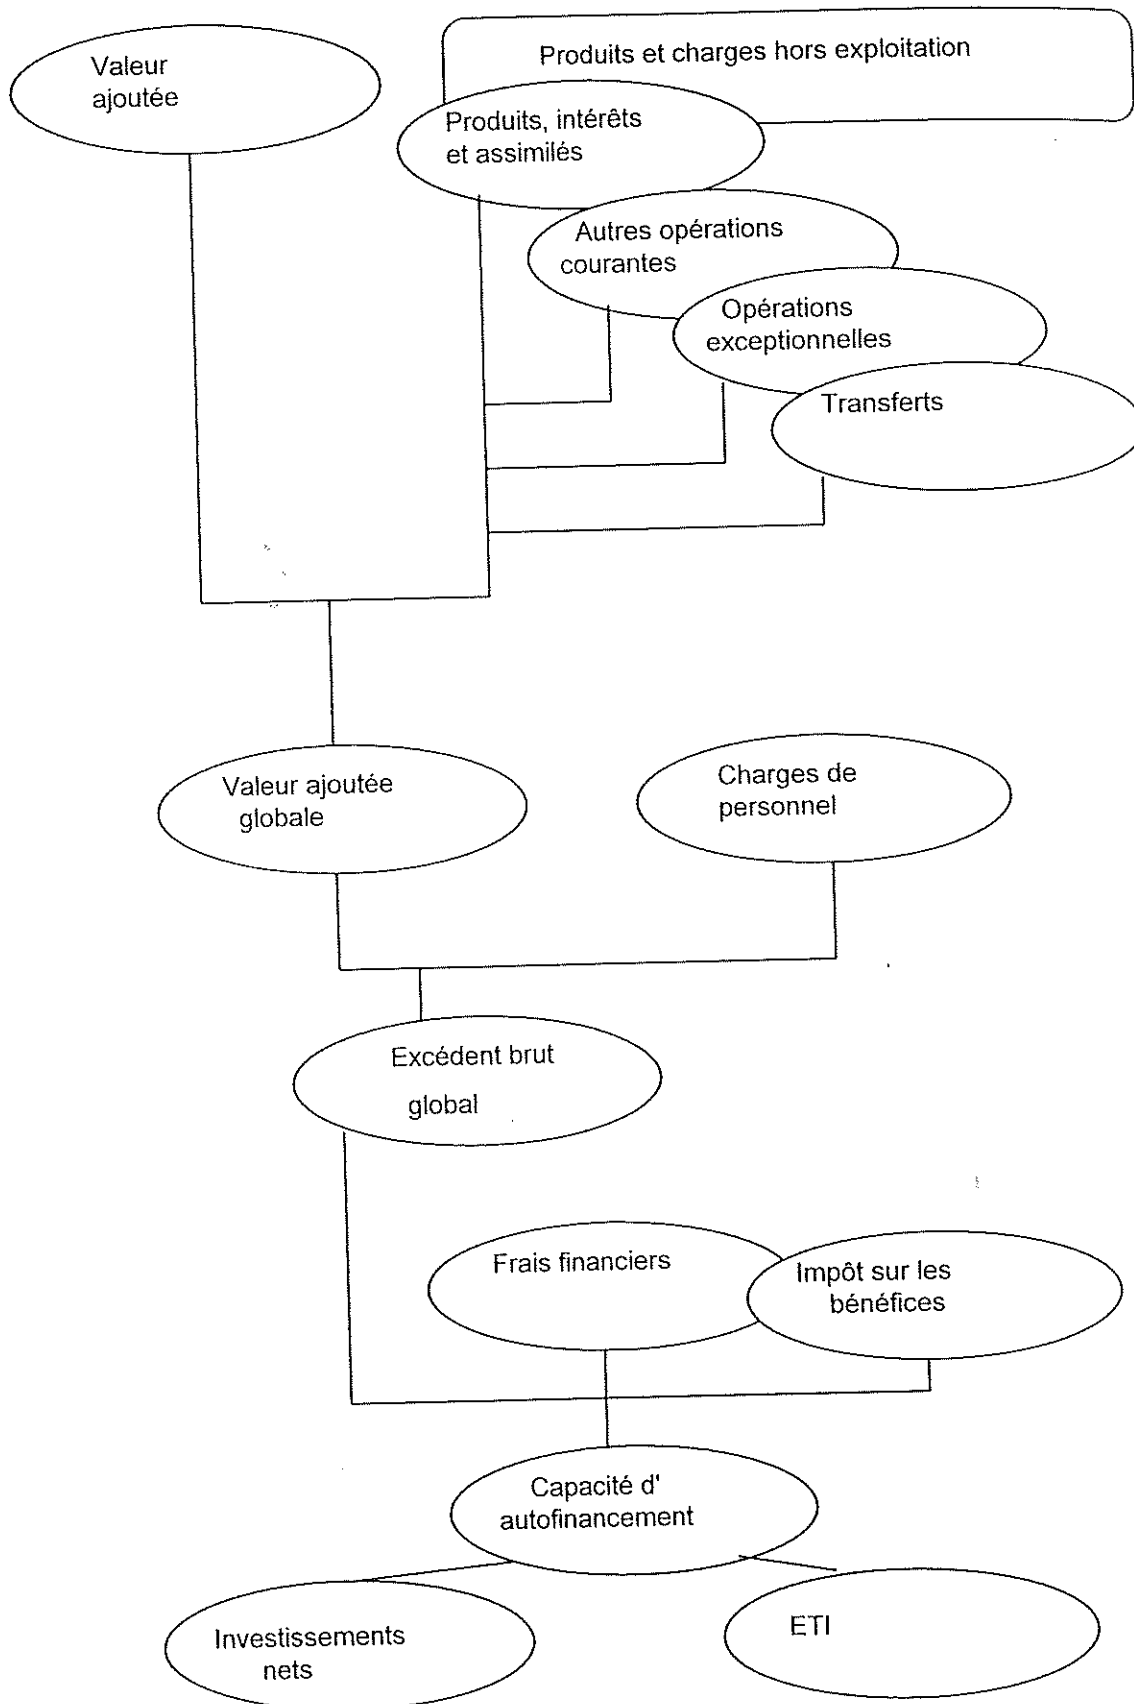 Valeur
ajoutée
Produits et charges hors exploitation
Produits, intérêts
et assimilés
Autres opérations
courantes
Opérations
exceptionnelles
Transferts
Valeur ajoutée
globale
Charges de
personnel
Excédent brut
global
Frais financiers
Impôt sur les
bénéfices
Capacité d'
autofinancement
Investissements
nets
ETI